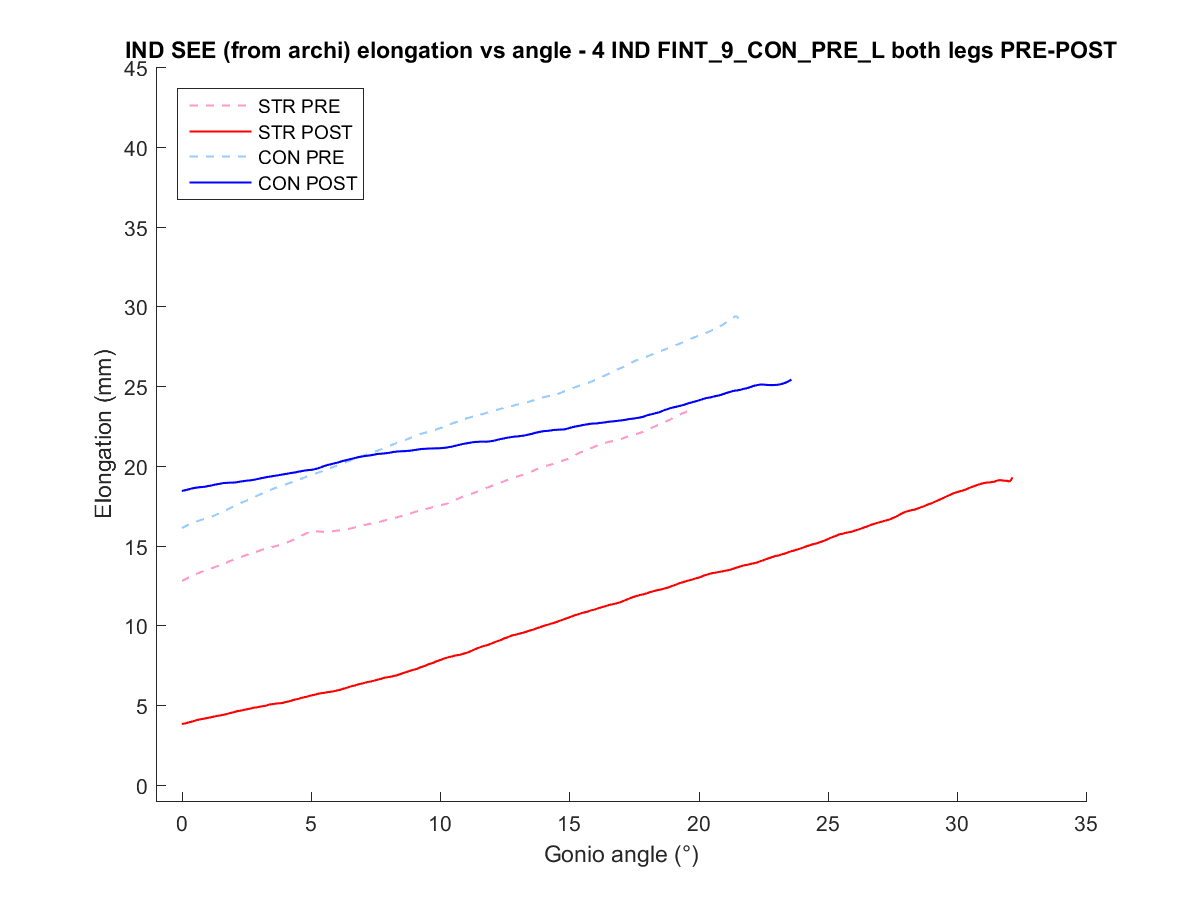 IND SEE (from archi) elongation vs angle - 4 IND FINT_9_CON_PRE_L both legs PRE-POST
45
40
35
30
25
20
15
10
5
0
Elongation (mm)
STR PRE
STR POST
CON PRE
CON POST
0 5 10 15 20 25 30 35
Gonio angle (°)